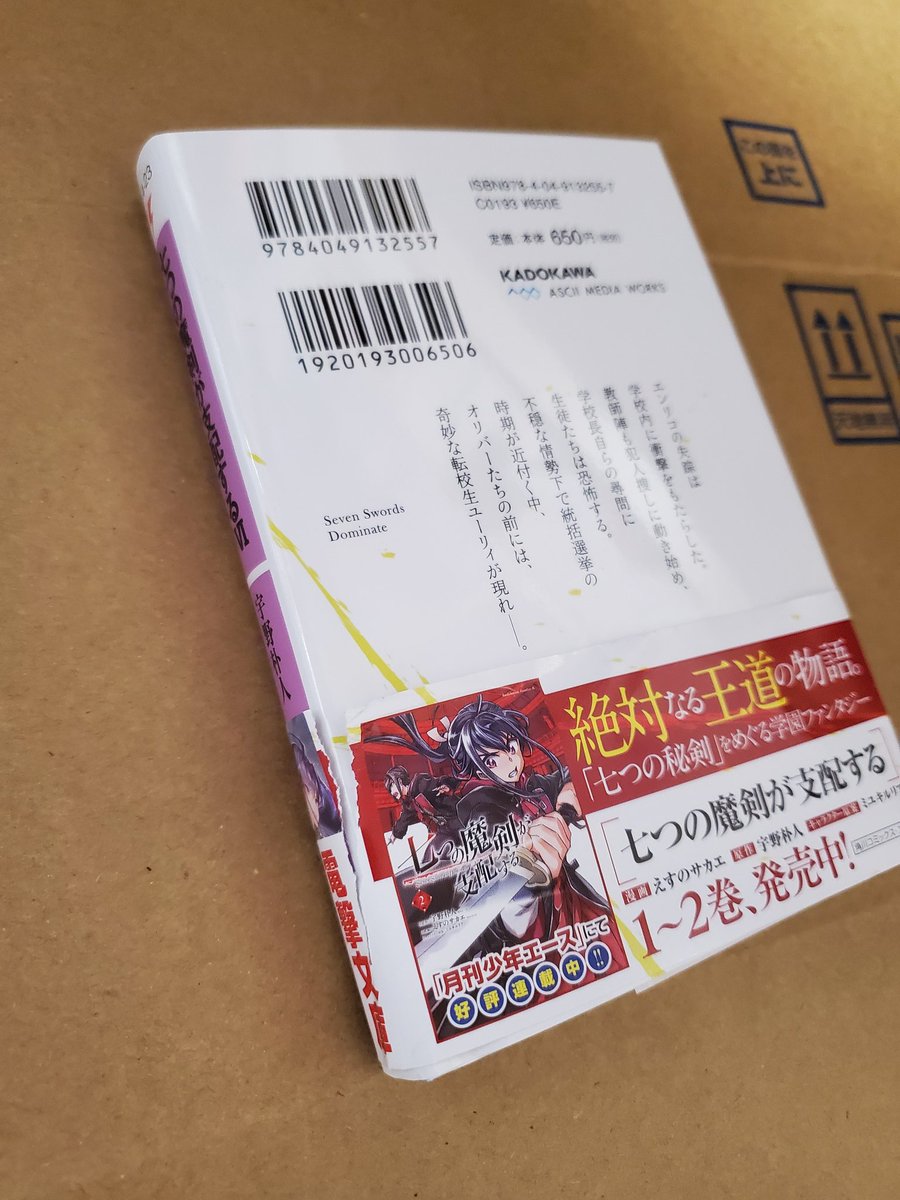 9784049132557
ISBN978-4-04-913255-7
C0193 ¥650E
定価:本体 650円(税別)
KADOKAWA
ASCII MEDIA WORKS
1920193006506
エンリコの失踪は
学校内に衝撃をもたらした。
教師陣も犯人捜しに動き始め、
学校長自らの尋問に
生徒たちは恐怖する。
不穏な情勢下で統括選挙の
時期が近付く中、
オリバーたちの前には、
奇妙な転校生ユーリィが現れ――。
Seven Swords
Dominate
七つの魔剣が支配するVI
宇野朴人
電撃文庫
絶対なる王道の物語。
「七つの秘剣」をめぐる学園ファンタジー
[七つの魔剣が支配する]
漫画 えすのサカエ 原作 宇野朴人 キャラクター原案 ミユキルリア
1~2巻、発売中!
七つの魔剣が
支配する
2
宇野朴人
えすのサカエ
「月刊少年エース」にて
好評連載中!!
この面を
上に